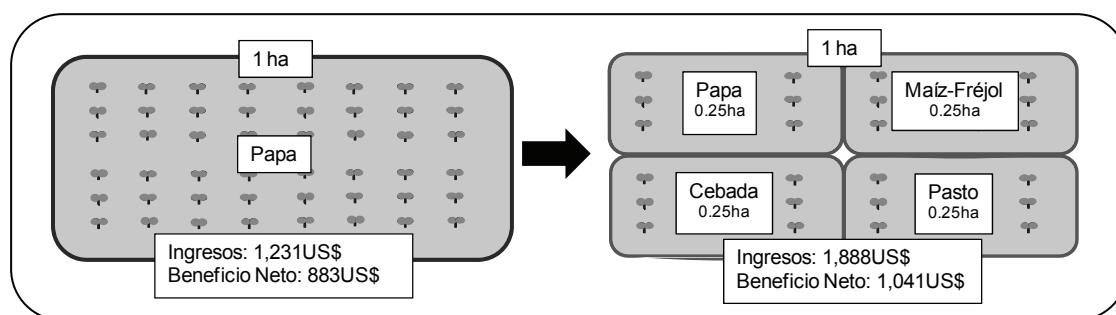 1 ha
Papa
Ingresos: 1,231US$
Beneficio Neto: 883US$
1 ha
Papa
0.25ha
Maíz-Fréjol
0.25ha
Cebada
0.25ha
Pasto
0.25ha
Ingresos: 1,888US$
Beneficio Neto: 1,041US$